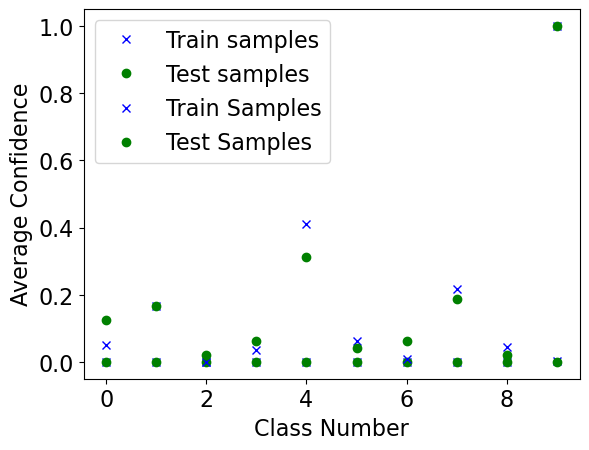 1.0
0.8
0.6
0.4
0.2
0.0
Average Confidence
Train samples
Test samples
Train Samples
Test Samples
0 2 4 6 8
Class Number